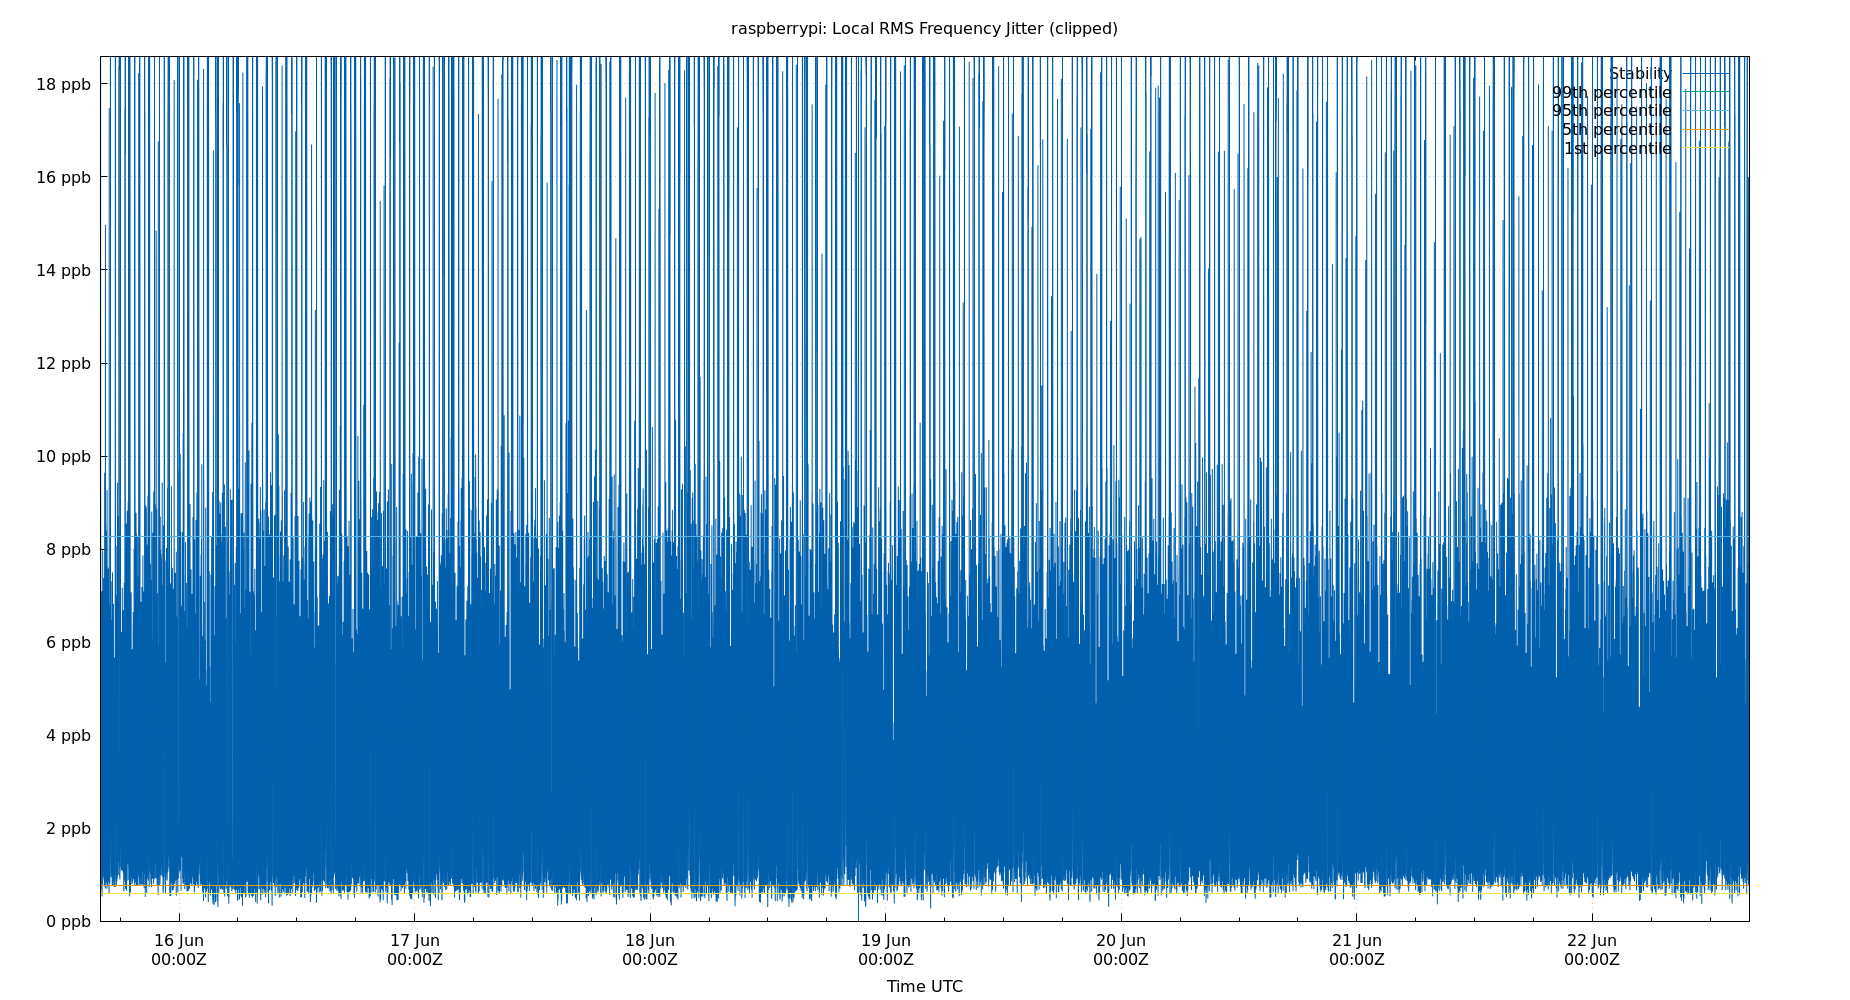 raspberrypi: Local RMS Frequency Jitter (clipped)
18 ppb
16 ppb
14 ppb
12 ppb
10 ppb
8 ppb
6 ppb
4 ppb
2 ppb
0 ppb
Stability
99th percentile
95th percentile
5th percentile
1st percentile
16 Jun 17 Jun 18 Jun 19 Jun 20 Jun 21 Jun 22 Jun
00:00Z 00:00Z 00:00Z 00:00Z 00:00Z 00:00Z 00:00Z
Time UTC